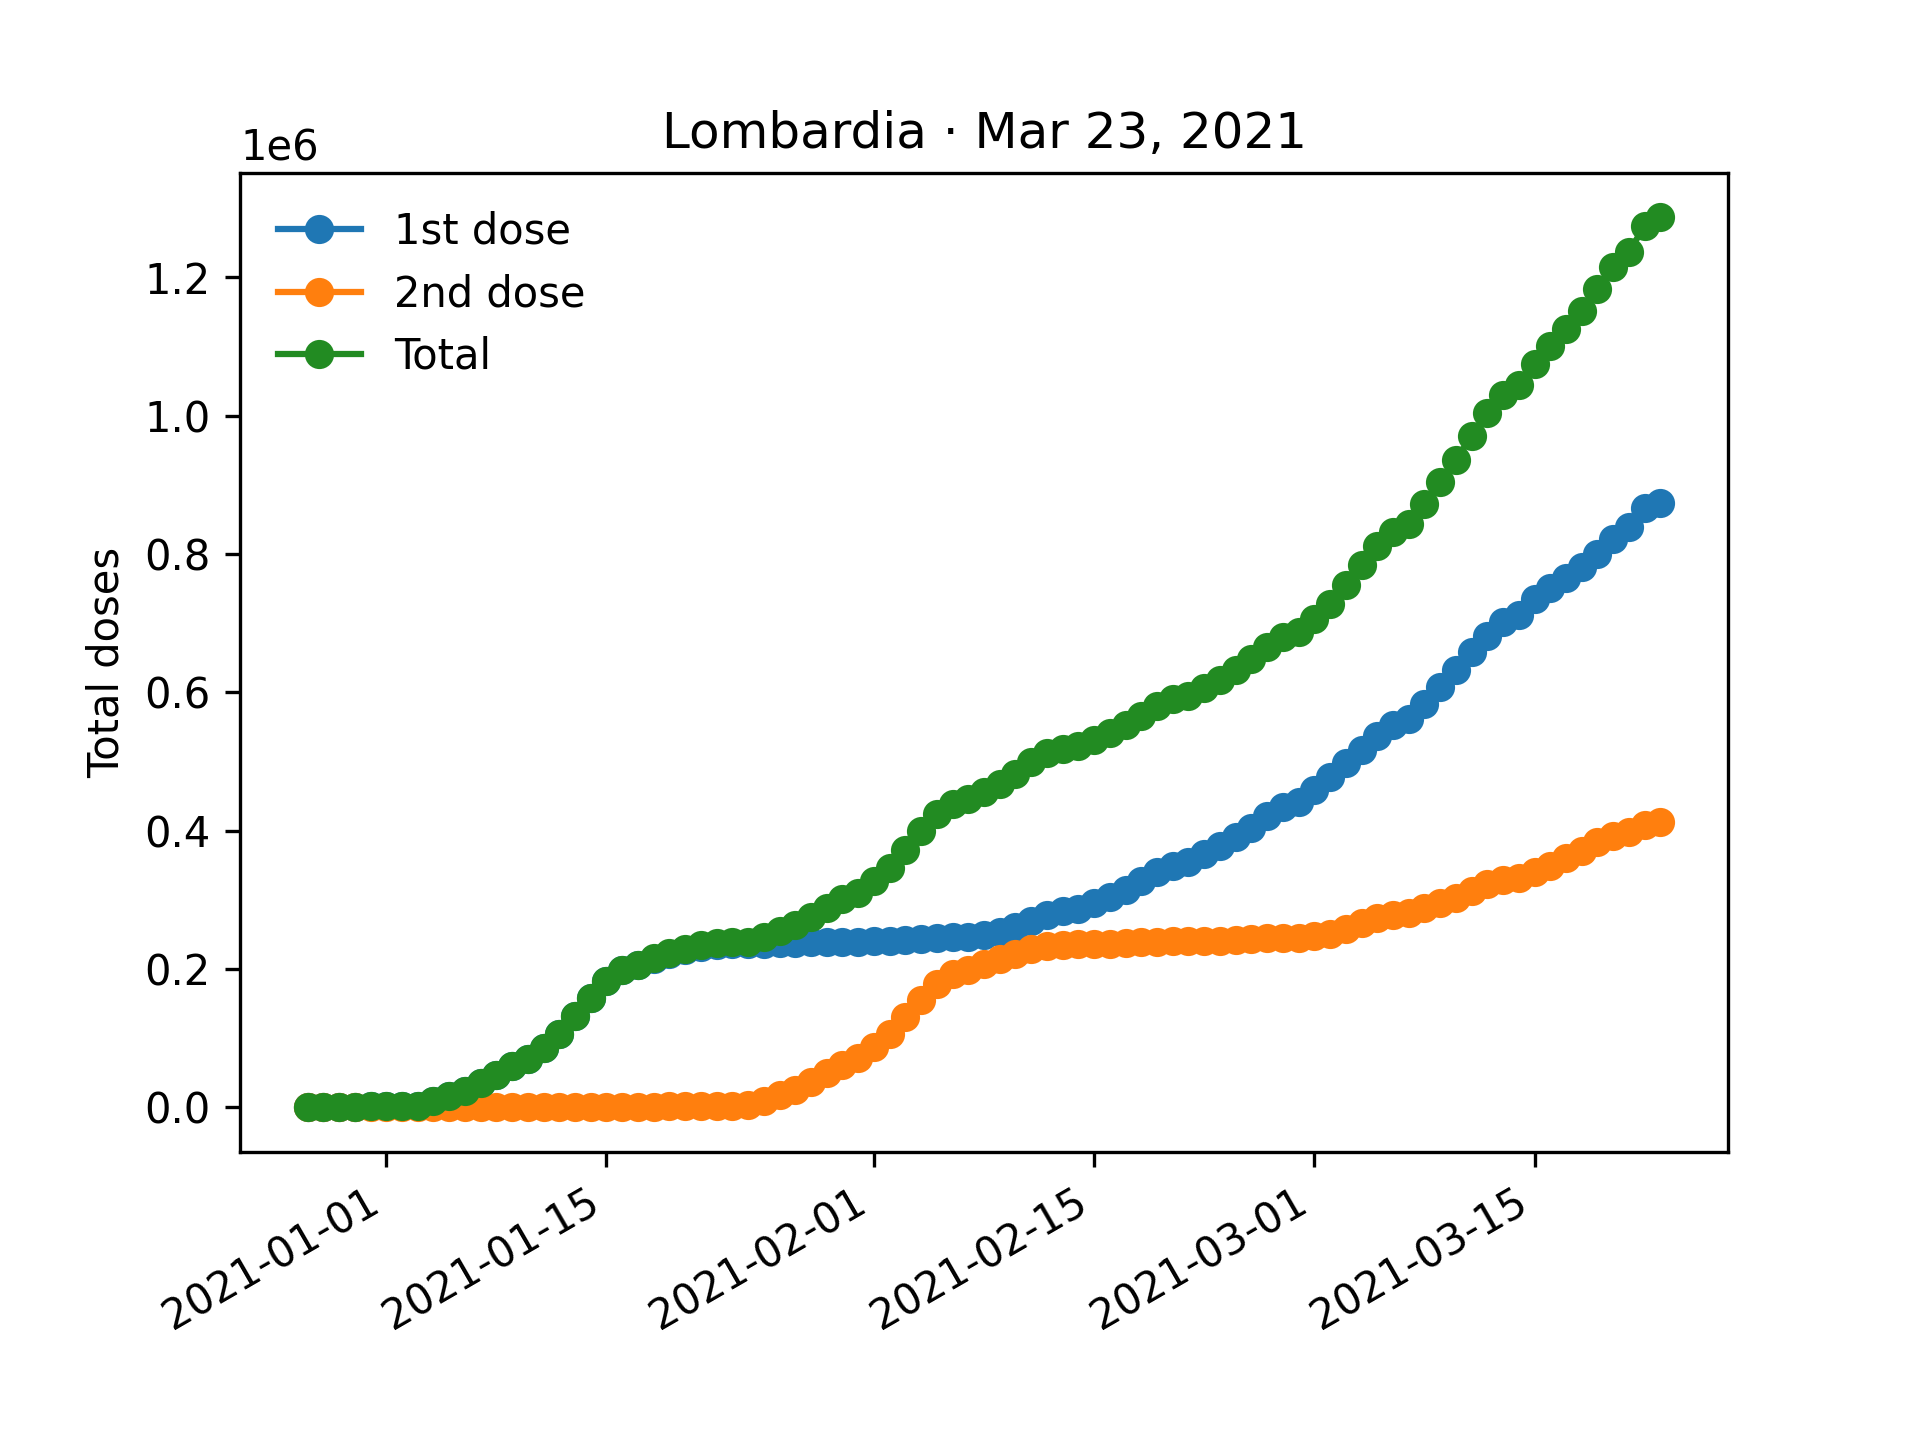 Lombardia · Mar 23, 2021
1e6
1st dose
2nd dose
Total
1.2
1.0
0.8
0.6
0.4
0.2
0.0
Total doses
2021-01-01
2021-01-15
2021-02-01
2021-02-15
2021-03-01
2021-03-15